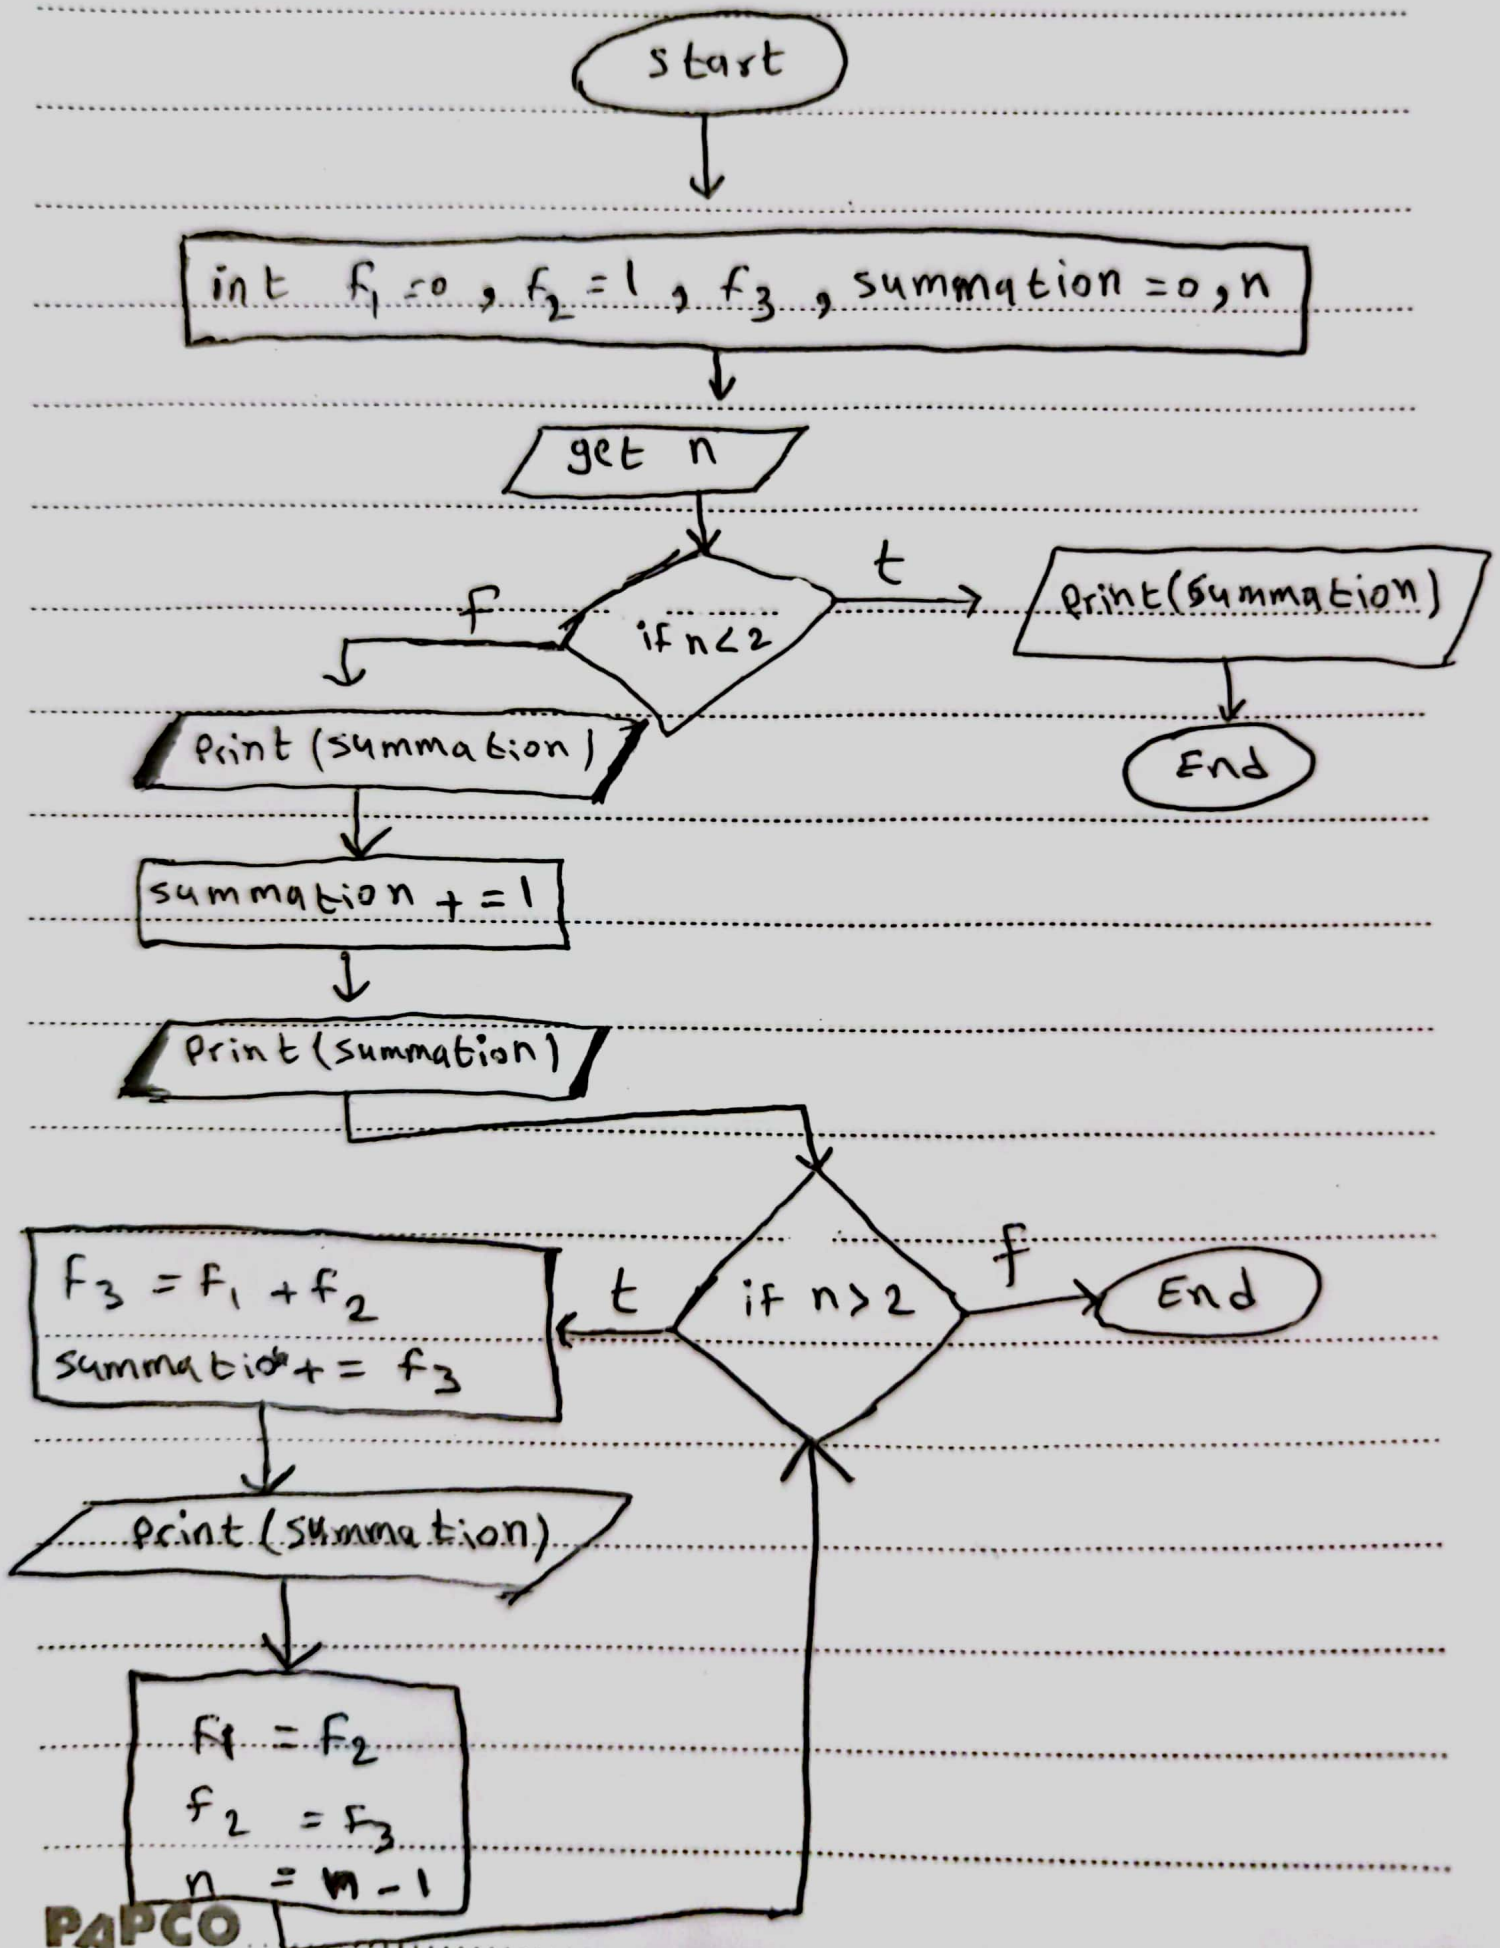 start
int f1 =0 , f2 =1 , f3 , summation =0 , n
get n
t
print(summation)
f
if n<2
print (summation)
End
summation + =1
print (summation)
f3 = f1 + f2
summation+ = f3
t
if n>2
f
End
print (summation)
f1 = f2
f2 = f3
n = n - 1
PAPCO